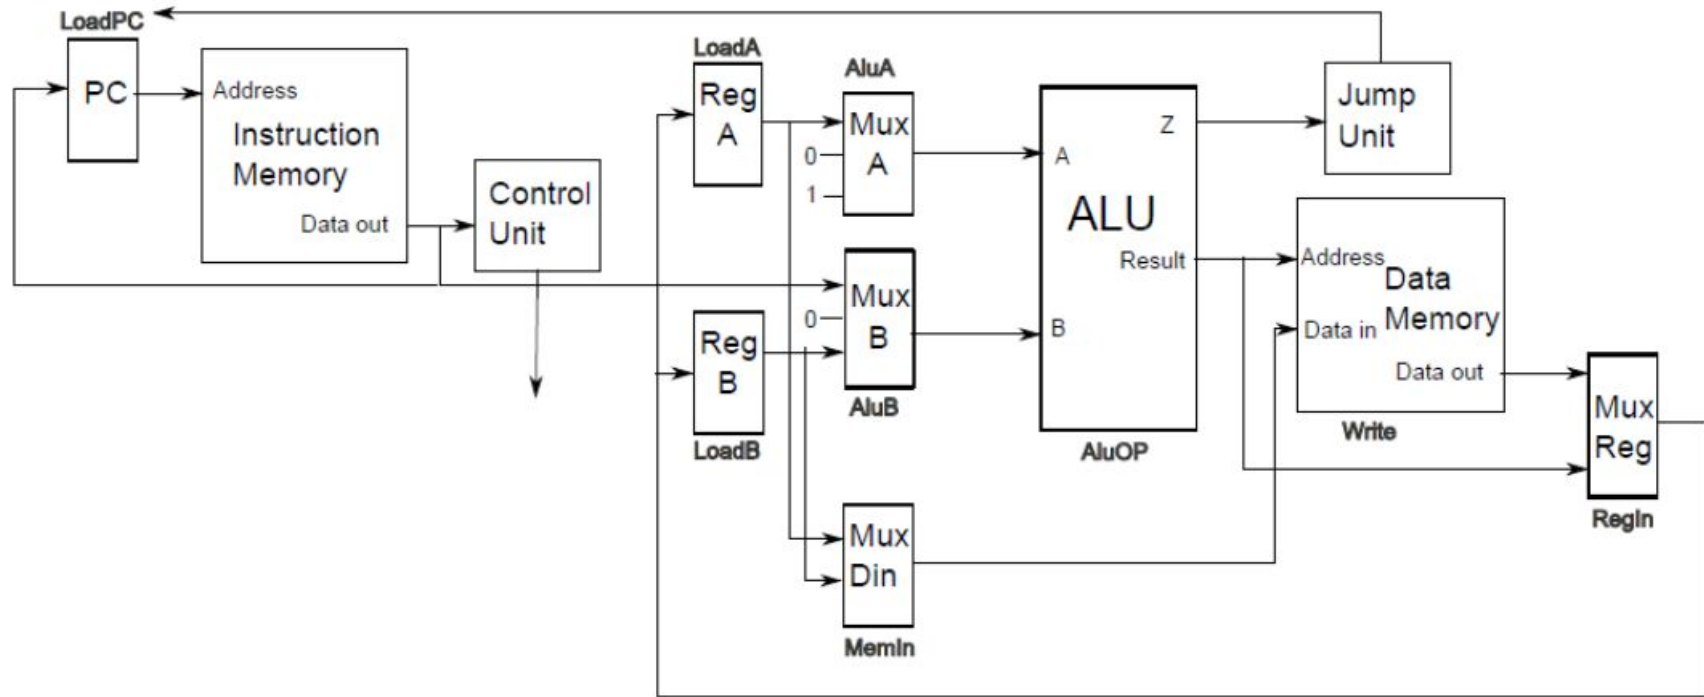 LoadPC
PC
Address
Instruction
Memory
Data out
Control
Unit
LoadA
Reg
A
AluA
Mux
A
0
1
Mux
B
0
AluB
Reg
B
LoadB
Mux
Din
MemIn
A
Z
ALU
Result
B
AluOP
Jump
Unit
Address
Data
Memory
Data in
Data out
Write
Mux
Reg
RegIn